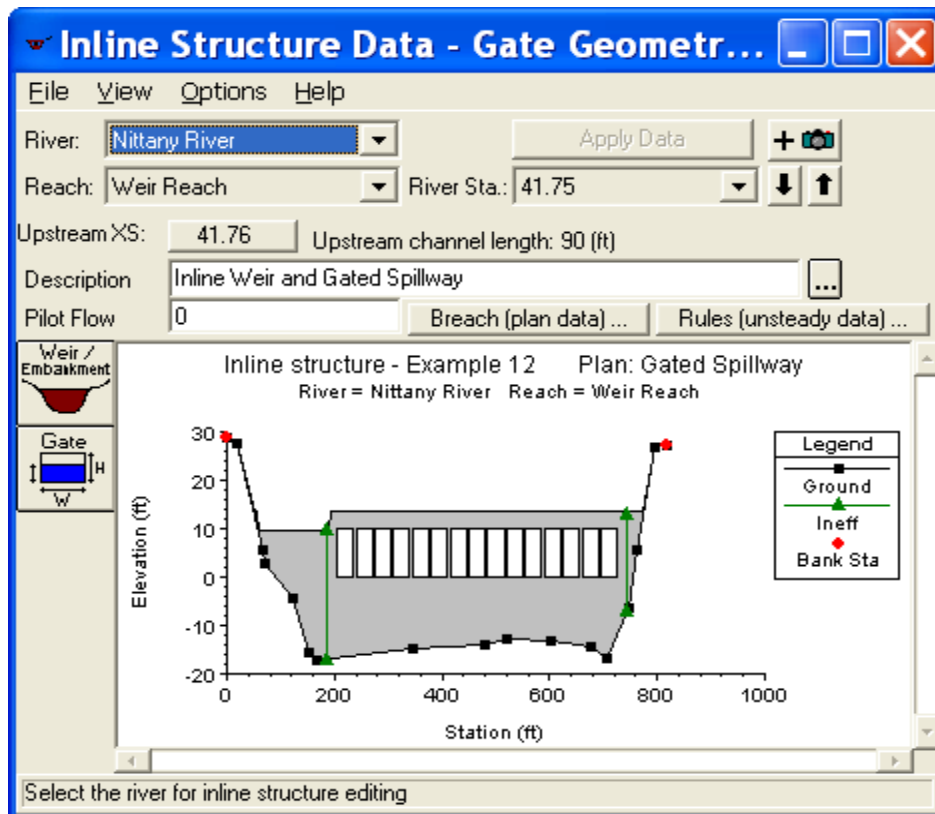 Inline Structure Data - Gate Geometr...
File View Options Help
River: Nittany River Apply Data
Reach: Weir Reach River Sta.: 41.75
Upstream XS: 41.76 Upstream channel length: 90 (ft)
Description Inline Weir and Gated Spillway ...
Pilot Flow 0 Breach (plan data) ... Rules (unsteady data) ...
Weir /
Embankment
Gate
H
W
Inline structure - Example 12 Plan: Gated Spillway
River = Nittany River Reach = Weir Reach
Elevation (ft)
30
20
10
0
-10
-20
0 200 400 600 800 1000
Station (ft)
Legend
Ground
Ineff
Bank Sta
Select the river for inline structure editing